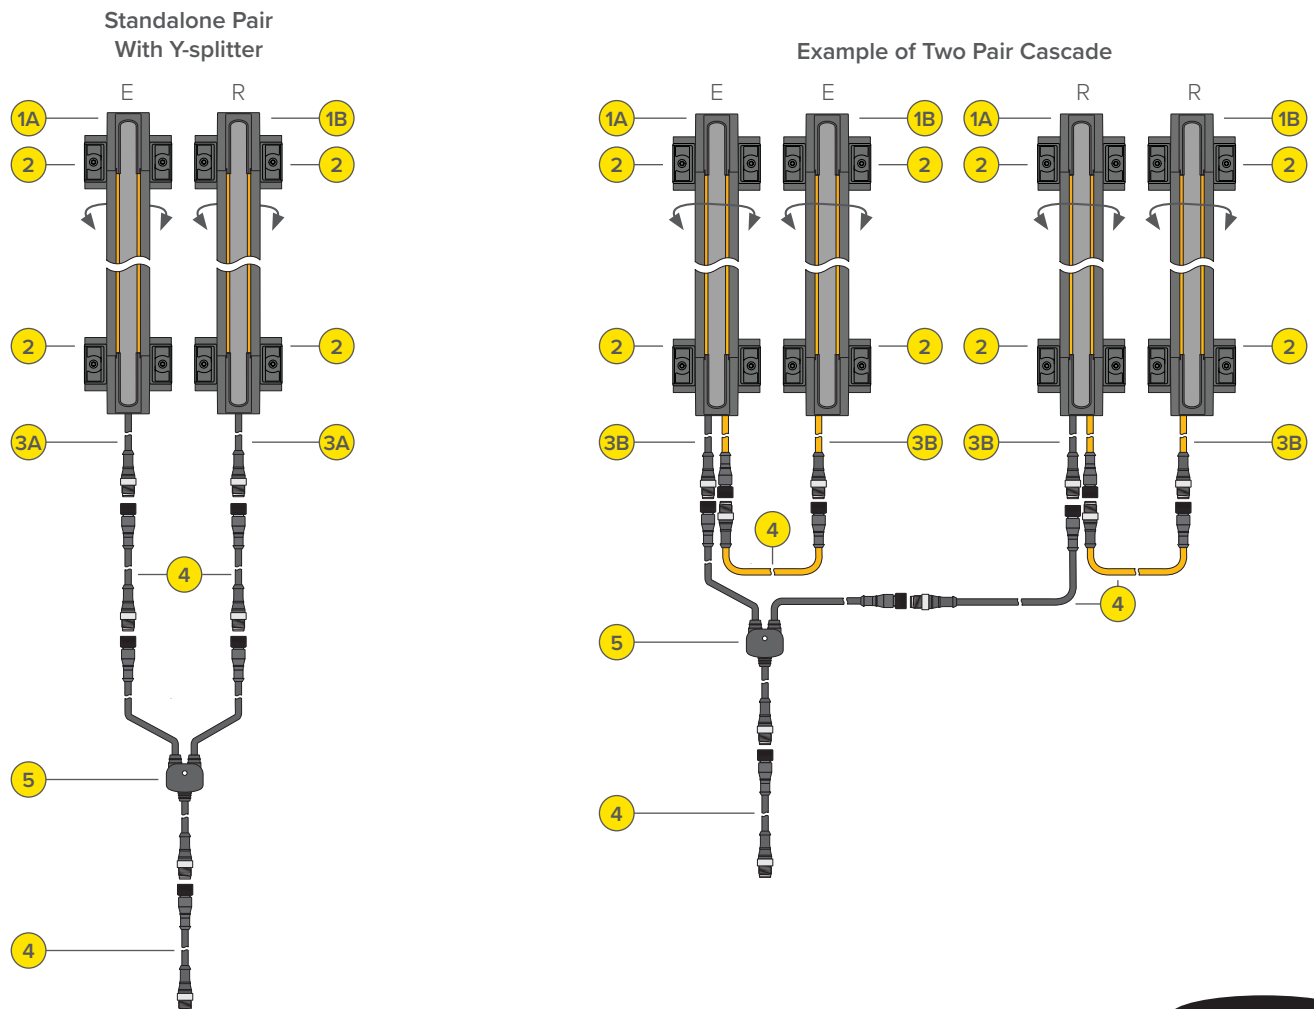 Standalone Pair
With Y-splitter
E R
1A 1B
2 2
2 2
3A 3A
4
5
4
Example of Two Pair Cascade
E E R R
1A 1B 1A 1B
2 2 2 2
2 2 2 2
3B 3B 3B 3B
4
4
5
4